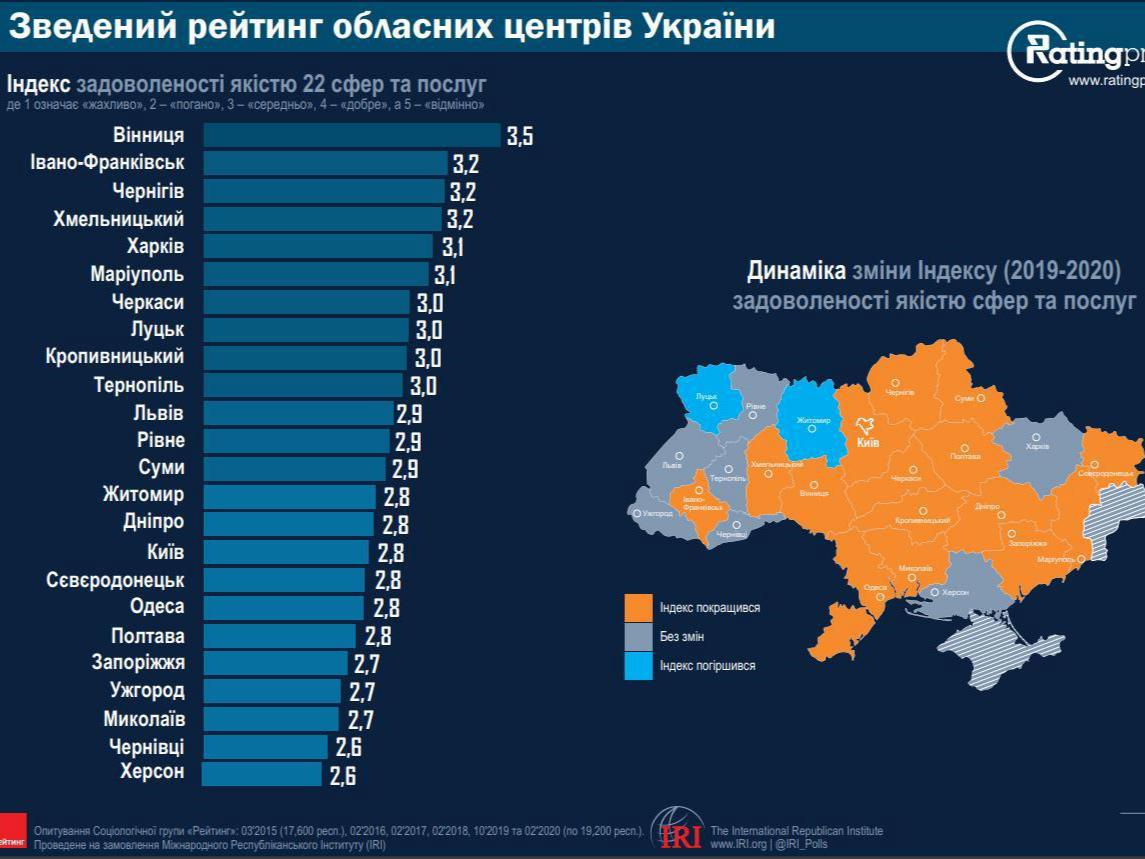 Зведений рейтинг обласних центрів України
Rating
www.ratingp
Індекс задоволеності якістю 22 сфер та послуг
де 1 означає «жахливо», 2 – «погано», 3 – «середньо», 4 – «добре», а 5 – «відмінно»
Вінниця 3,5
Івано-Франківськ 3,2
Чернігів 3,2
Хмельницький 3,2
Харків 3,1
Маріуполь 3,1
Черкаси 3,0
Луцьк 3,0
Кропивницький 3,0
Тернопіль 3,0
Львів 2,9
Рівне 2,9
Суми 2,9
Житомир 2,8
Дніпро 2,8
Київ 2,8
Сєвєродонецьк 2,8
Одеса 2,8
Полтава 2,8
Запоріжжя 2,7
Ужгород 2,7
Миколаїв 2,7
Чернівці 2,6
Херсон 2,6
Динаміка зміни Індексу (2019-2020)
задоволеності якістю сфер та послуг
Чернігів
Луцьк
Суми
Рівне
Житомир
Київ
Харків
Полтава
Львів
Хмельницький
Сєвєродонецьк
Тернопіль
Черкаси
Вінниця
Івано-
Франківськ
Дніпро
Ужгород
Кропивницький
Чернівці
Запоріжжя
Маріуполь
Миколаїв
Одеса
Херсон
Індекс покращився
Без змін
Індекс погіршився
ейтинг
Опитування Соціологічної групи «Рейтинг»: 03'2015 (17,600 респ.), 02'2016, 02'2017, 02'2018, 10'2019 та 02'2020 (по 19,200 респ.).
Проведене на замовлення Міжнародного Республіканського Інституту (IRI)
IRI
The International Republican Institute
www.IRI.org | @IRI_Polls